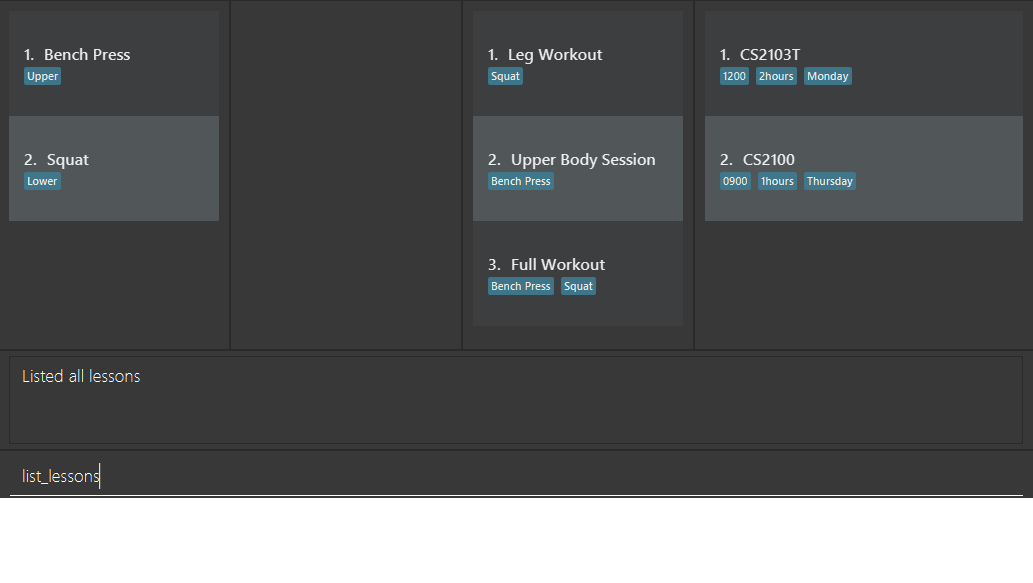 1. Bench Press
Upper
2. Squat
Lower
1. Leg Workout
Squat
2. Upper Body Session
Bench Press
3. Full Workout
Bench Press Squat
1. CS2103T
1200 2hours Monday
2. CS2100
0900 1hours Thursday
Listed all lessons
list_lessons